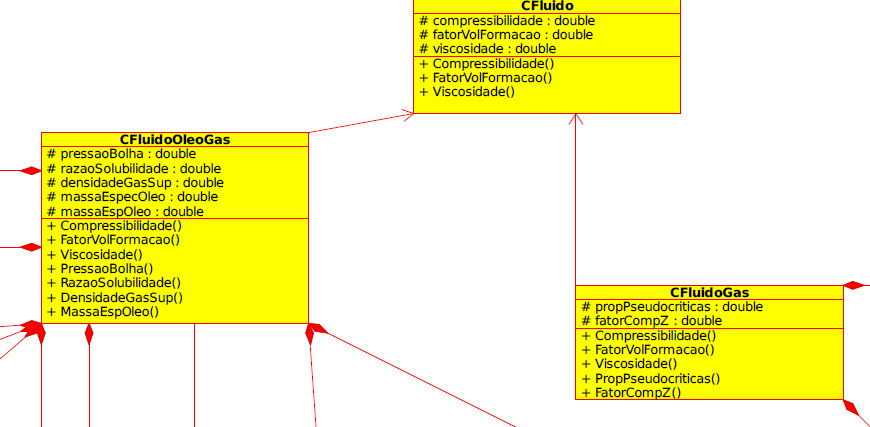 CFluido
# compressibilidade : double
# fatorVolFormacao : double
# viscosidade : double
+ Compressibilidade()
+ FatorVolFormacao()
+ Viscosidade()
CFluidoOleoGas
# pressaoBolha : double
# razaoSolubilidade : double
# densidadeGasSup : double
# massaEspecOleo : double
# massaEspOleo : double
+ Compressibilidade()
+ FatorVolFormacao()
+ Viscosidade()
+ PressaoBolha()
+ RazaoSolubilidade()
+ DensidadeGasSup()
+ MassaEspOleo()
CFluidoGas
# propPseudocriticas : double
# fatorCompZ : double
+ Compressibilidade()
+ FatorVolFormacao()
+ Viscosidade()
+ PropPseudocriticas()
+ FatorCompZ()